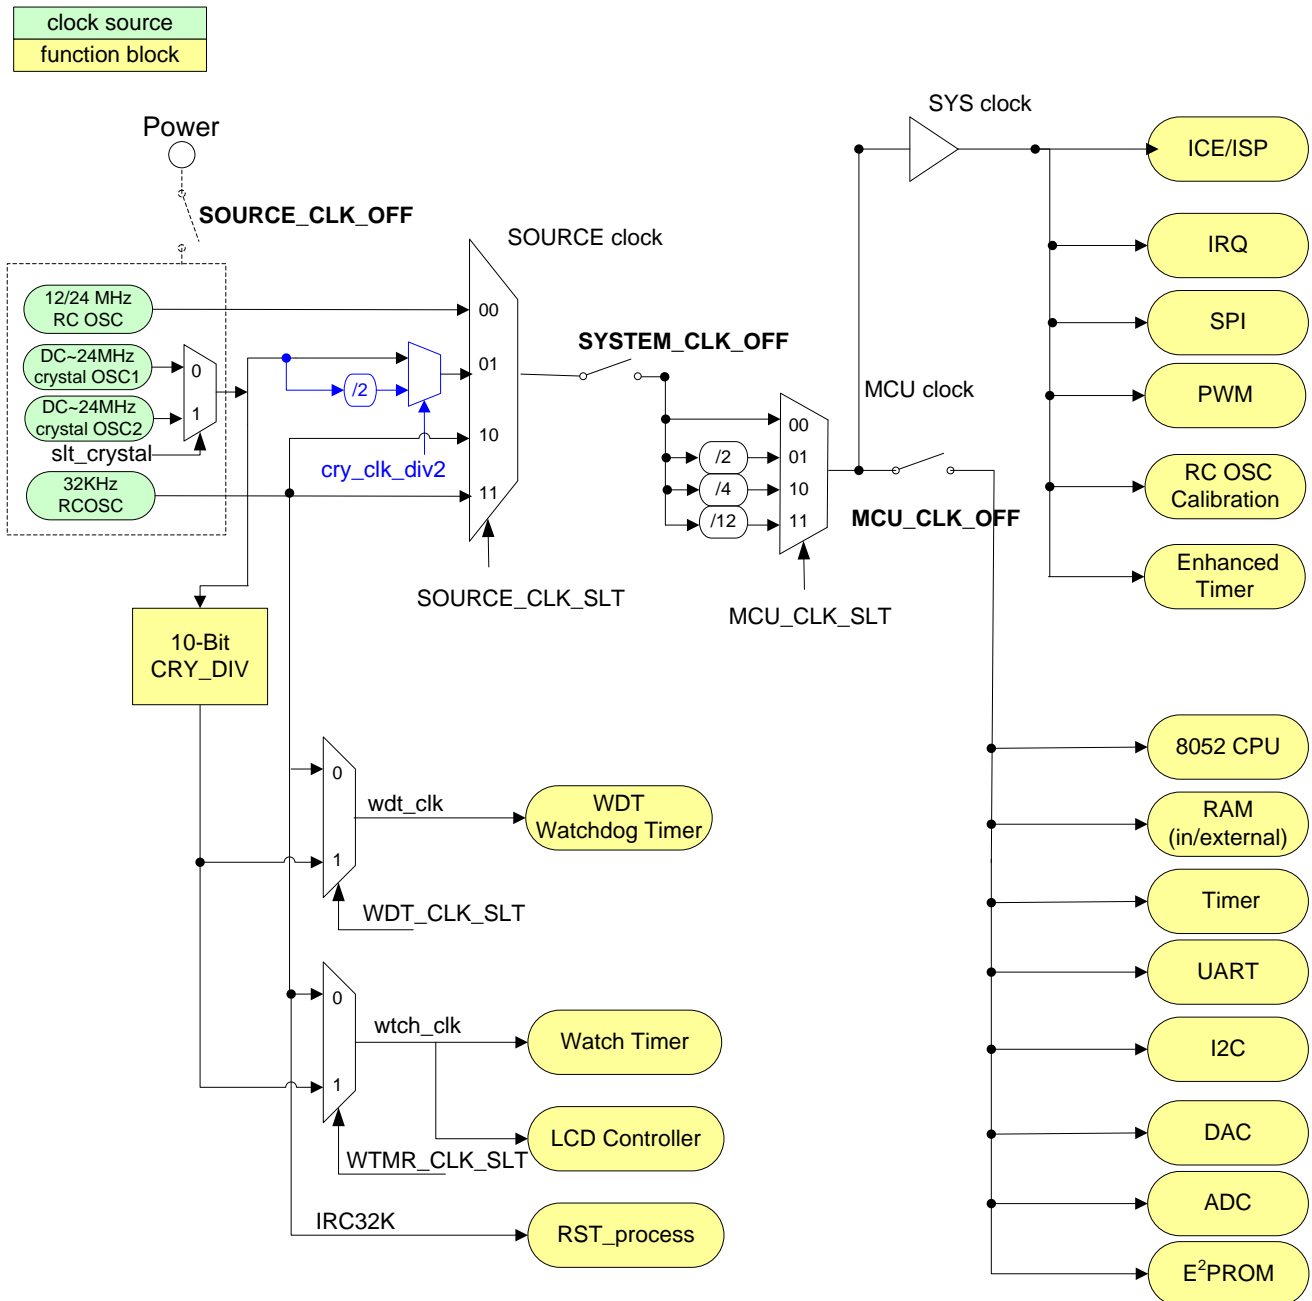 clock source
function block
SYS clock
Power
ICE/ISP
SOURCE_CLK_OFF
SOURCE clock
IRQ
12/24 MHz
RC OSC
00
SPI
SYSTEM_CLK_OFF
DC~24MHz
crystal OSC1
0
01
MCU clock
/2
PWM
DC~24MHz
crystal OSC2
1
00
slt_crystal
10
cry_clk_div2
/2
01
32KHz
RCOSC
11
/4
10
RC OSC
Calibration
/12
11
MCU_CLK_OFF
Enhanced
Timer
SOURCE_CLK_SLT
MCU_CLK_SLT
10-Bit
CRY_DIV
8052 CPU
0
wdt_clk
WDT
Watchdog Timer
RAM
(in/external)
1
WDT_CLK_SLT
Timer
UART
0
wtch_clk
Watch Timer
I2C
1
LCD Controller
DAC
WTMR_CLK_SLT
ADC
IRC32K
RST_process
E²PROM